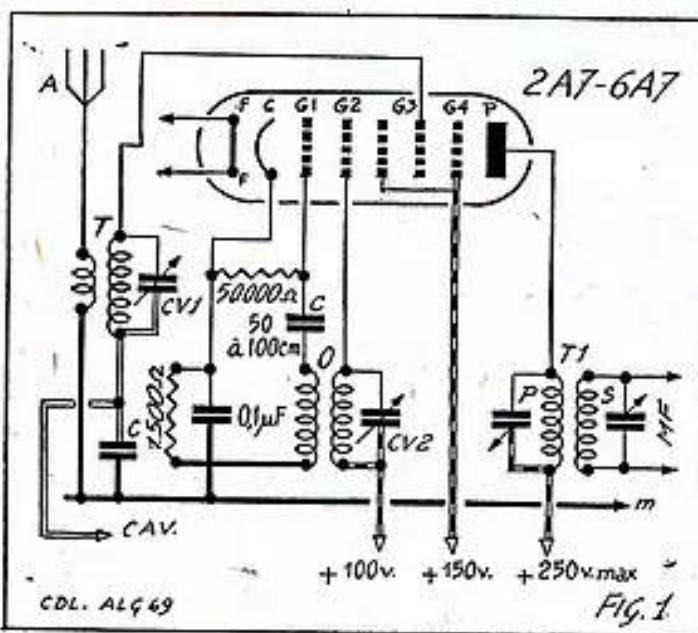 2A7-6A7
A
F C G1 G2 G3 G4 P
F
T
CV1
50000Ω
C
50
à 100cm
O
T1
1500Ω
0,1µF
CV2
P
S
MF
C
m
CAV.
+100v. +150v. +250v.max
CDL. ALG 69
FIG.1